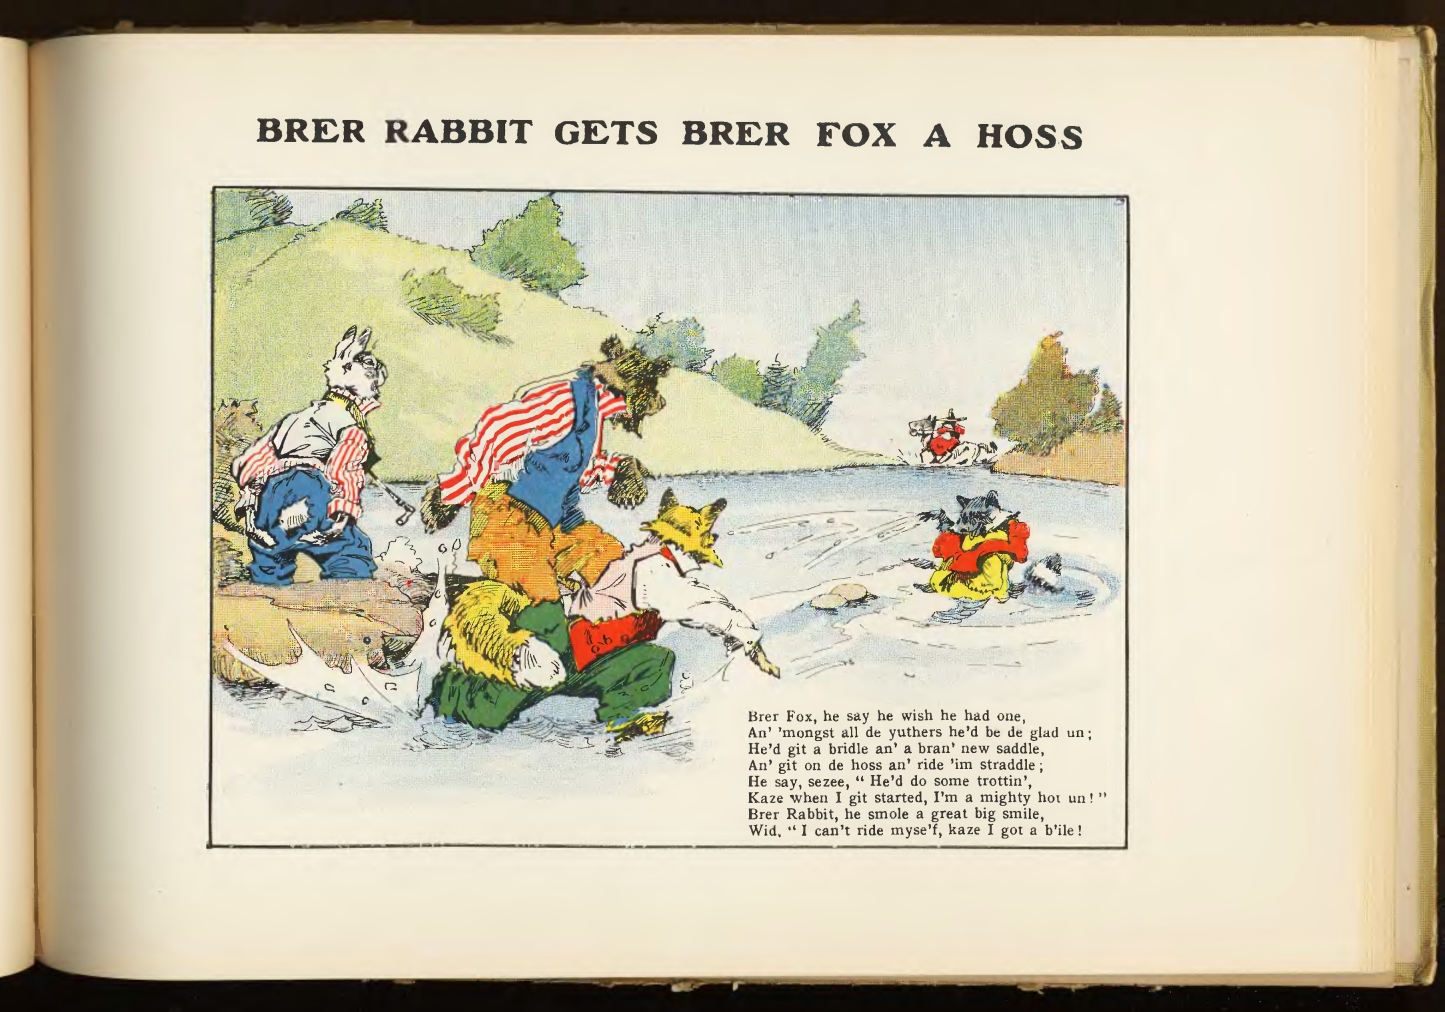 BRER RABBIT GETS BRER FOX A HOSS
Brer Fox, he say he wish he had one,
An' 'mongst all de yuthers he'd be de glad un;
He'd git a bridle an' a bran' new saddle,
An' git on de hoss an' ride 'im straddle;
He say, sezee, "He'd do some trottin',
Kaze when I git started, I'm a mighty hot un!"
Brer Rabbit, he smole a great big smile,
Wid, "I can't ride myse'f, kaze I got a b'ile!